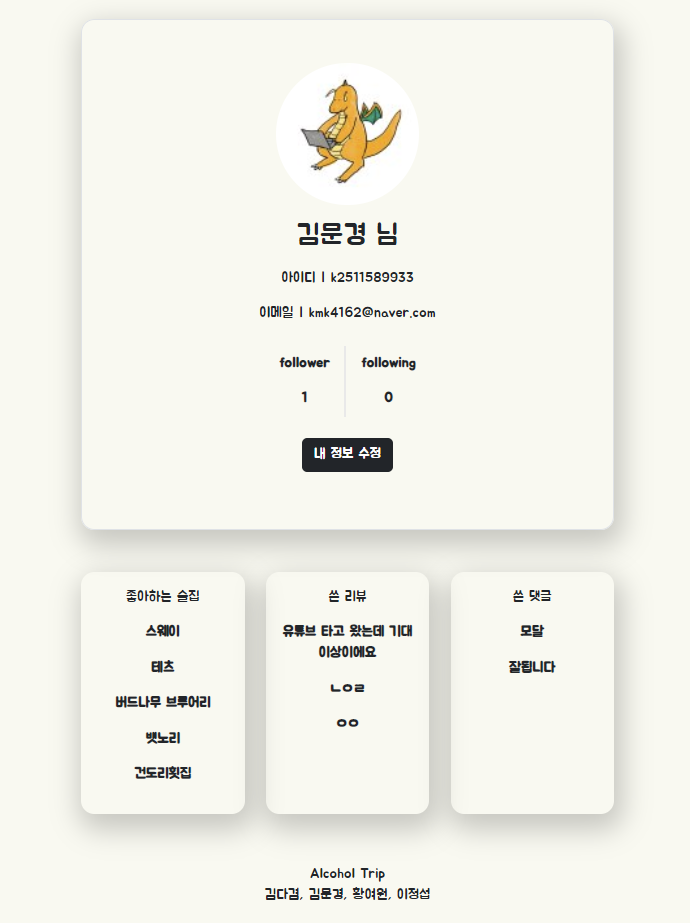 김문경 님
아이디 | k2511589933
이메일 | kmk4162@naver.com
follower
following
1
0
내 정보 수정
좋아하는 술집
스웨이
테츠
버드나무 브루어리
뱃노리
건도리횟집
쓴 리뷰
유튜브 타고 왔는데 기대
이상이에요
ㄴㅇㄹ
ㅇㅇ
쓴 댓글
모달
잘됩니다
Alcohol Trip
김다겸, 김문경, 황여원, 이정섭